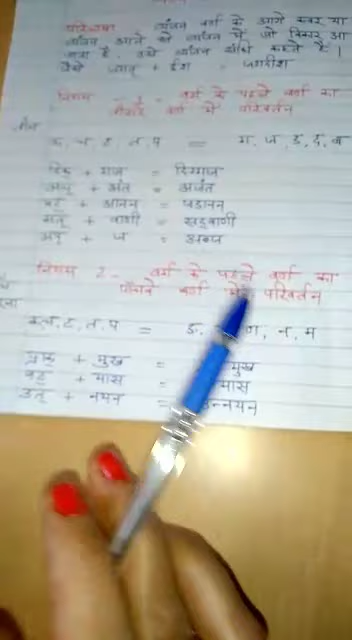 परिभाषा व्यंजन वर्ण के आगे स्वर या
व्यंजन आने से व्यंजन में जो विकार आ
जाता है, उसे व्यंजन संधि कहते हैं।
जैसे जगत् + ईश = जगदीश
नियम - 1 - वर्ग के पहले वर्ण का
तीसरे वर्ण में परिवर्तन
क, च, ट, त, प = ग, ज, ड, द, ब
दिक् + गज = दिग्गज
अच् + अंत = अजंत
षट् + आनन = षडानन
सत् + वाणी = सद्वाणी
अप् + ज = अब्ज
नियम 2 - वर्ग के पहले वर्ण का
पाँचवे वर्ण में परिवर्तन
क, च, ट, त, प = ङ, ण, न, म
प्राक् + मुख = मुख
षट् + मास = मास
उत् + नयन = उन्नयन